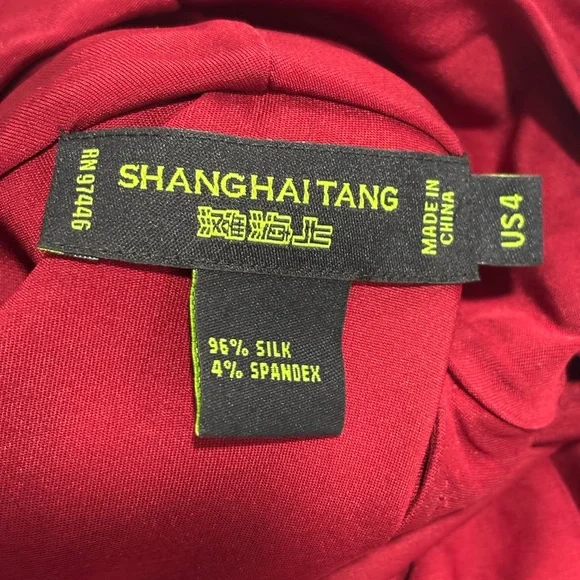 RN 97446
SHANGHAI TANG
灘海上
MADE IN
CHINA
US 4
96% SILK
4% SPANDEX